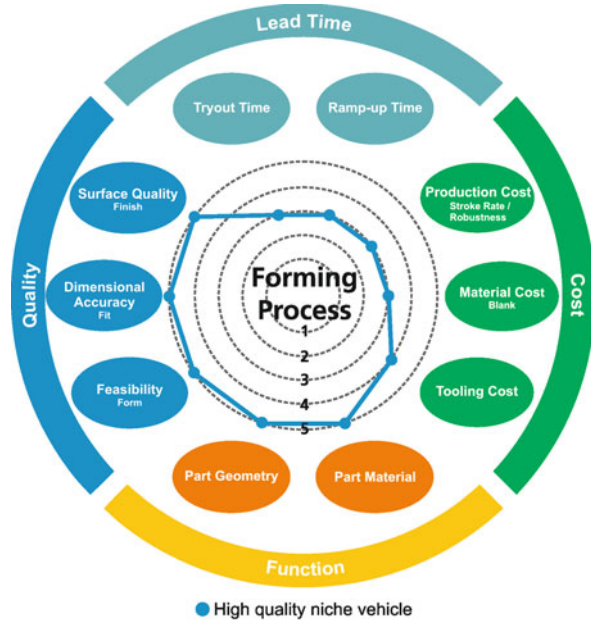 Lead Time
Tryout Time
Ramp-up Time
Quality
Surface Quality
Finish
Dimensional
Accuracy
Fit
Feasibility
Form
Forming
Process
1
2
3
4
5
Production Cost
Stroke Rate /
Robustness
Material Cost
Blank
Tooling Cost
Cost
Part Geometry
Part Material
Function
High quality niche vehicle